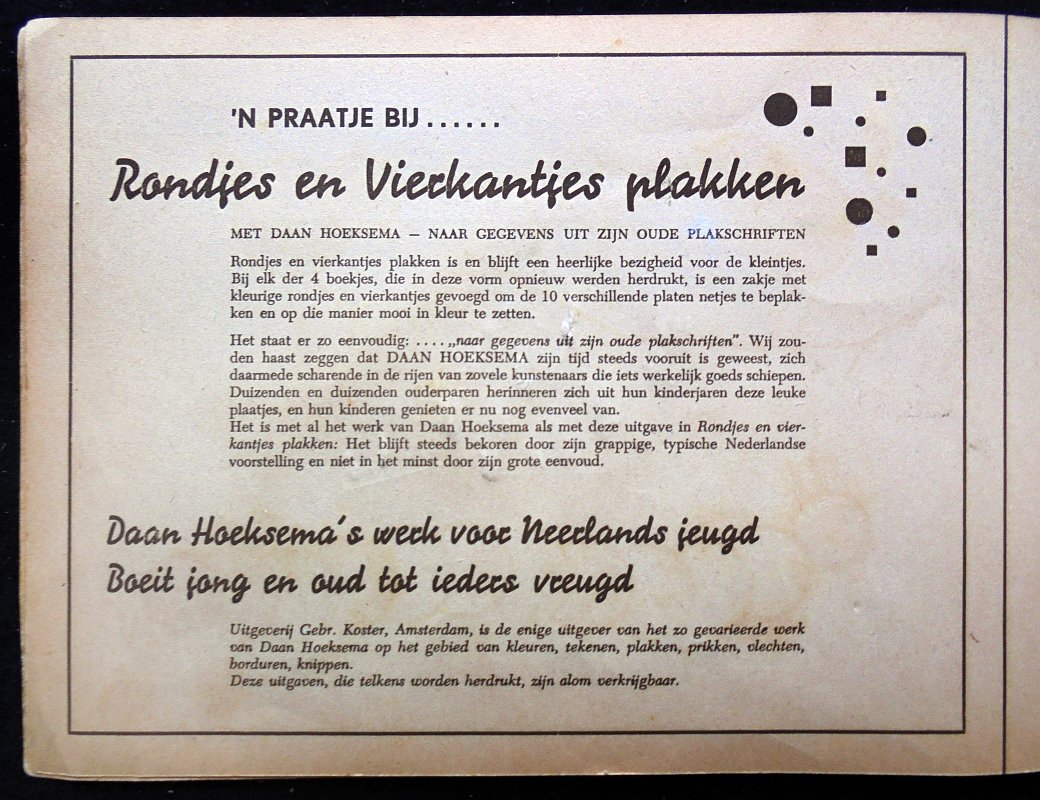 'N PRAATJE BIJ . . . . . .
Rondjes en Vierkantjes plakken
MET DAAN HOEKSEMA – NAAR GEGEVENS UIT ZIJN OUDE PLAKSCHRIFTEN
Rondjes en vierkantjes plakken is en blijft een heerlijke bezigheid voor de kleintjes.
Bij elk der 4 boekjes, die in deze vorm opnieuw werden herdrukt, is een zakje met
kleurige rondjes en vierkantjes gevoegd om de 10 verschillende platen netjes te beplak-
ken en op die manier mooi in kleur te zetten.
Het staat er zo eenvoudig: . . . . „naar gegevens uit zijn oude plakschriften”. Wij zou-
den haast zeggen dat DAAN HOEKSEMA zijn tijd steeds vooruit is geweest, zich
daarmede scharende in de rijen van zovele kunstenaars die iets werkelijk goeds schiepen.
Duizenden en duizenden ouderparen herinneren zich uit hun kinderjaren deze leuke
plaatjes, en hun kinderen genieten er nu nog evenveel van.
Het is met al het werk van Daan Hoeksema als met deze uitgave in Rondjes en vier-
kantjes plakken: Het blijft steeds bekoren door zijn grappige, typische Nederlandse
voorstelling en niet in het minst door zijn grote eenvoud.
Daan Hoeksema's werk voor Neerlands jeugd
Boeit jong en oud tot ieders vreugd
Uitgeverij Gebr. Koster, Amsterdam, is de enige uitgever van het zo gevarieerde werk
van Daan Hoeksema op het gebied van kleuren, tekenen, plakken, prikken, vlechten,
borduren, knippen.
Deze uitgaven, die telkens worden herdrukt, zijn alom verkrijgbaar.